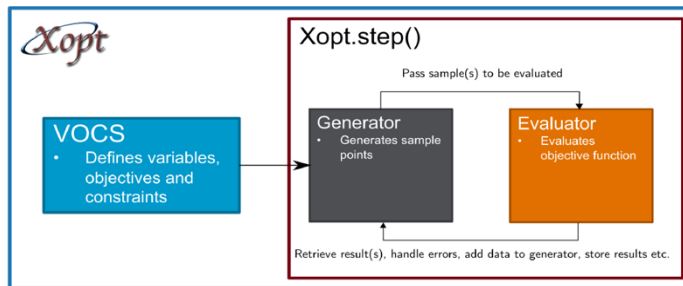 Xopt
Xopt.step()
Pass sample(s) to be evaluated
VOCS
• Defines variables,
objectives and
constraints
Generator
• Generates sample
points
Evaluator
• Evaluates
objective function
Retrieve result(s), handle errors, add data to generator, store results etc.